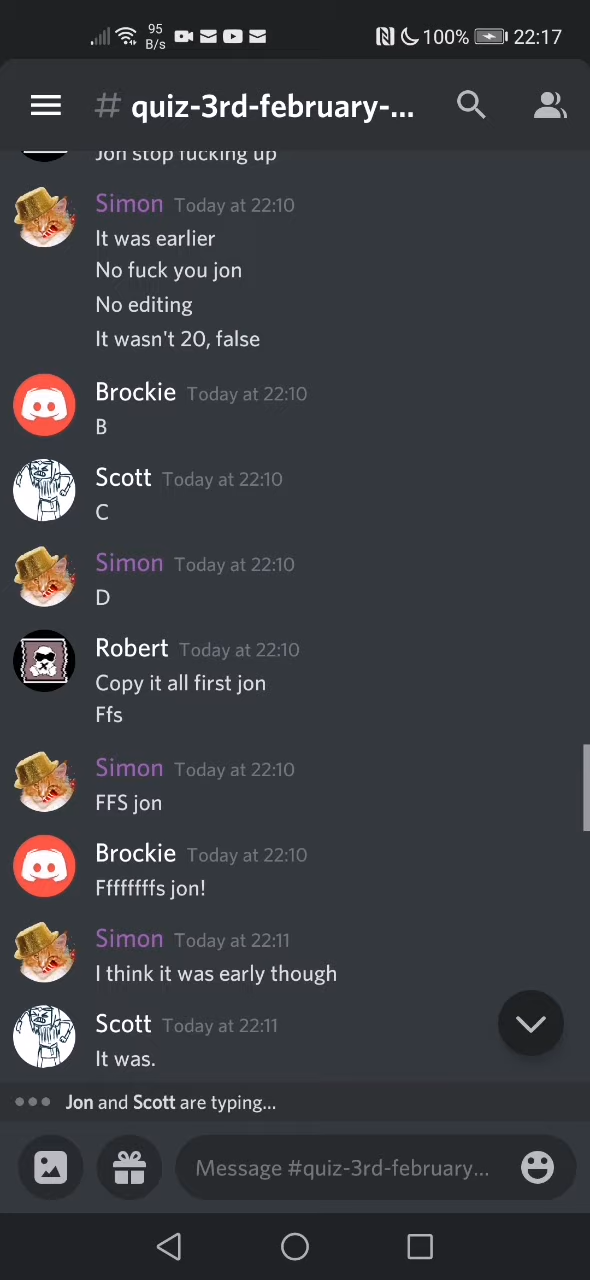 95 B/s 100% 22:17
# quiz-3rd-february-...
Jon stop fucking up
Simon Today at 22:10
It was earlier
No fuck you jon
No editing
It wasn't 20, false
Brockie Today at 22:10
B
Scott Today at 22:10
C
Simon Today at 22:10
D
Robert Today at 22:10
Copy it all first jon
Ffs
Simon Today at 22:10
FFS jon
Brockie Today at 22:10
Ffffffffs jon!
Simon Today at 22:11
I think it was early though
Scott Today at 22:11
It was.
Jon and Scott are typing...
Message #quiz-3rd-february...